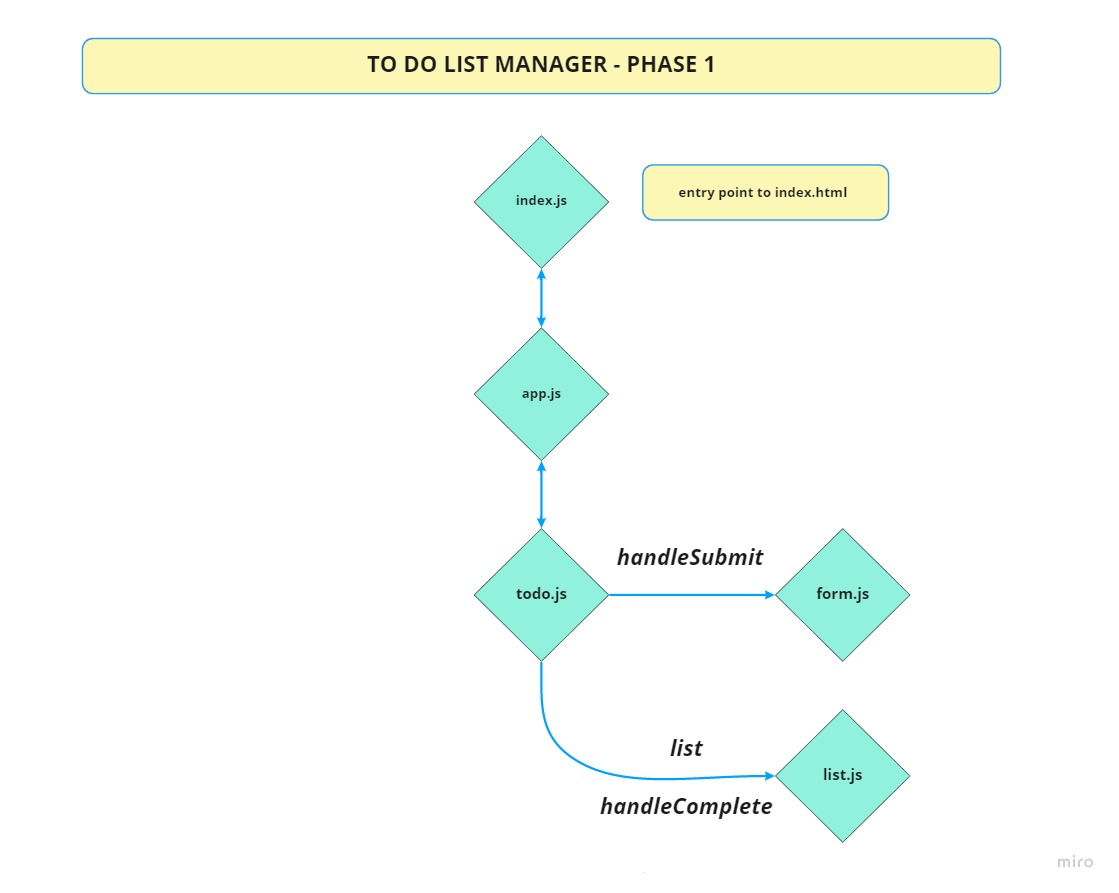 TO DO LIST MANAGER - PHASE 1
index.js
entry point to index.html
app.js
handleSubmit
todo.js
form.js
list
list.js
handleComplete
miro